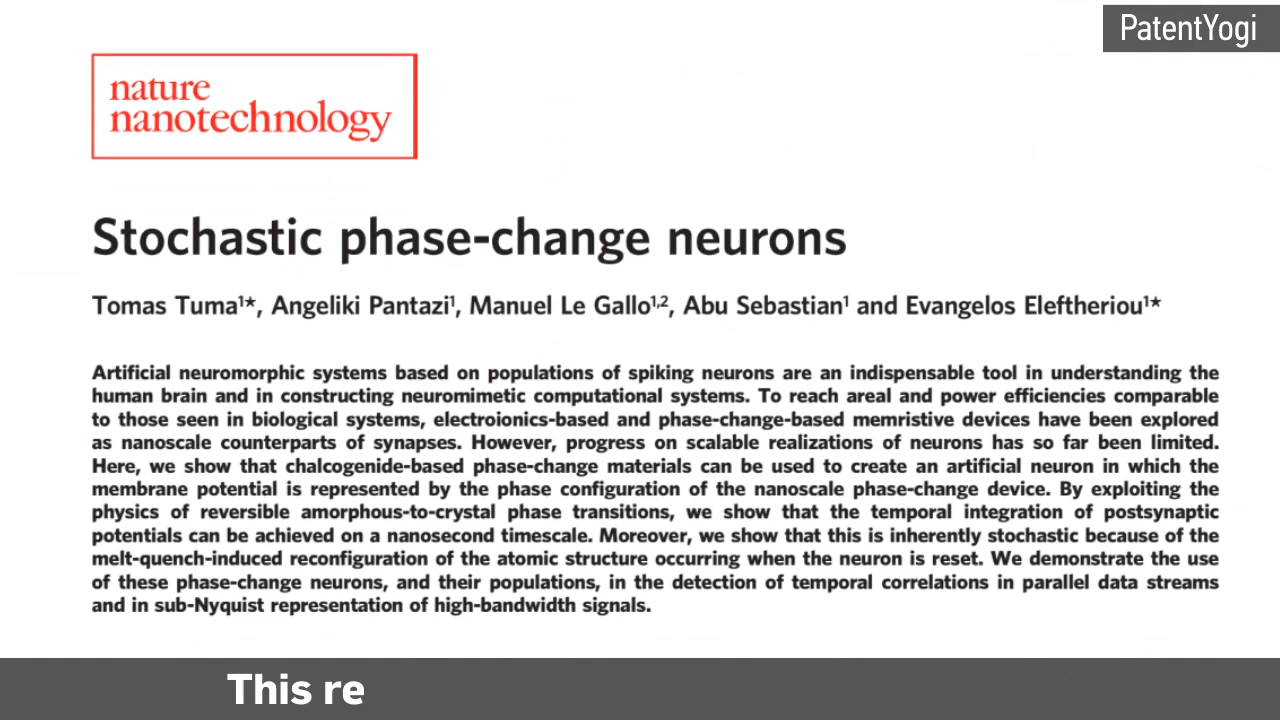 PatentYogi
nature
nanotechnology
Stochastic phase-change neurons
Tomas Tuma¹*, Angeliki Pantazi¹, Manuel Le Gallo¹,², Abu Sebastian¹ and Evangelos Eleftheriou¹*
Artificial neuromorphic systems based on populations of spiking neurons are an indispensable tool in understanding the
human brain and in constructing neuromimetic computational systems. To reach areal and power efficiencies comparable
to those seen in biological systems, electroionics-based and phase-change-based memristive devices have been explored
as nanoscale counterparts of synapses. However, progress on scalable realizations of neurons has so far been limited.
Here, we show that chalcogenide-based phase-change materials can be used to create an artificial neuron in which the
membrane potential is represented by the phase configuration of the nanoscale phase-change device. By exploiting the
physics of reversible amorphous-to-crystal phase transitions, we show that the temporal integration of postsynaptic
potentials can be achieved on a nanosecond timescale. Moreover, we show that this is inherently stochastic because of the
melt-quench-induced reconfiguration of the atomic structure occurring when the neuron is reset. We demonstrate the use
of these phase-change neurons, and their populations, in the detection of temporal correlations in parallel data streams
and in sub-Nyquist representation of high-bandwidth signals.
This re